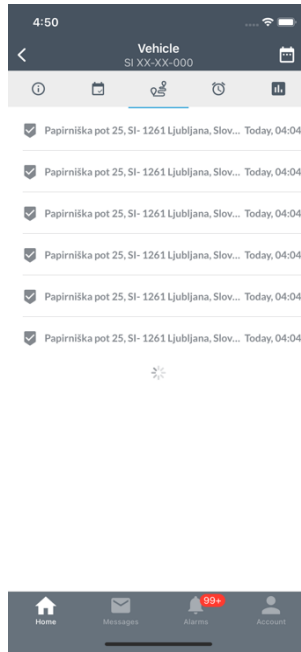 4:50
Vehicle
SI XX-XX-000
Papirniška pot 25, SI- 1261 Ljubljana, Slov... Today, 04:04
Papirniška pot 25, SI- 1261 Ljubljana, Slov... Today, 04:04
Papirniška pot 25, SI- 1261 Ljubljana, Slov... Today, 04:04
Papirniška pot 25, SI- 1261 Ljubljana, Slov... Today, 04:04
Papirniška pot 25, SI- 1261 Ljubljana, Slov... Today, 04:04
Papirniška pot 25, SI- 1261 Ljubljana, Slov... Today, 04:04
99+
Home Messages Alarms Account